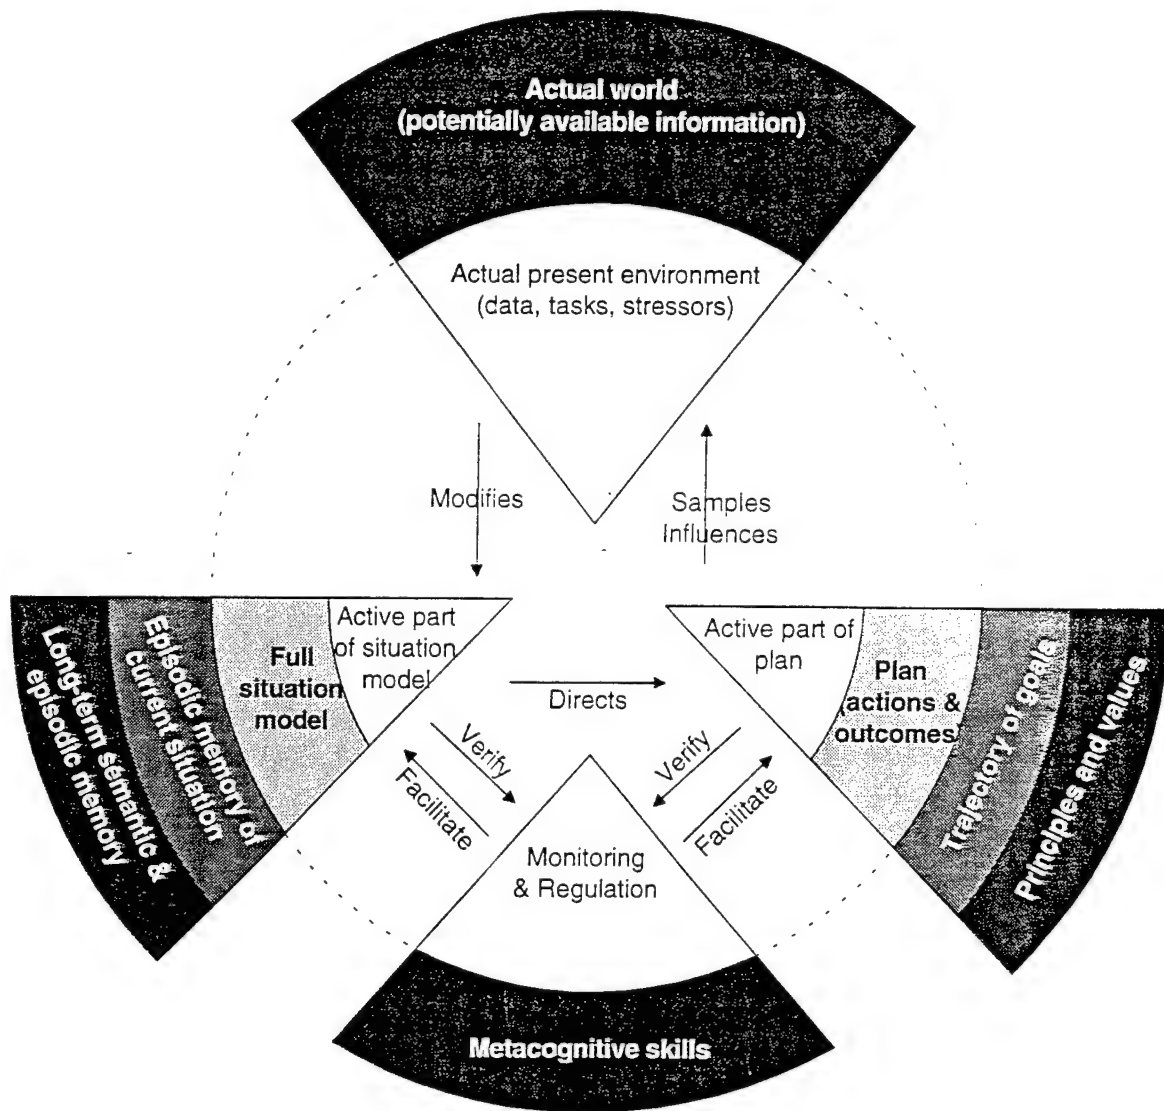 Actual world
(potentially available information)
Actual present environment
(data, tasks, stressors)
Modifies
Samples
Influences
Long-term semantic &
episodic memory
Episodic memory of
current situation
Full
situation
model
Active part
of situation
model
Directs
Active part of
plan
Plan
(actions &
outcomes
Trajectory of goals
Principles and values
Verify
Facilitate
Verify
Facilitate
Monitoring
& Regulation
Metacognitive skills